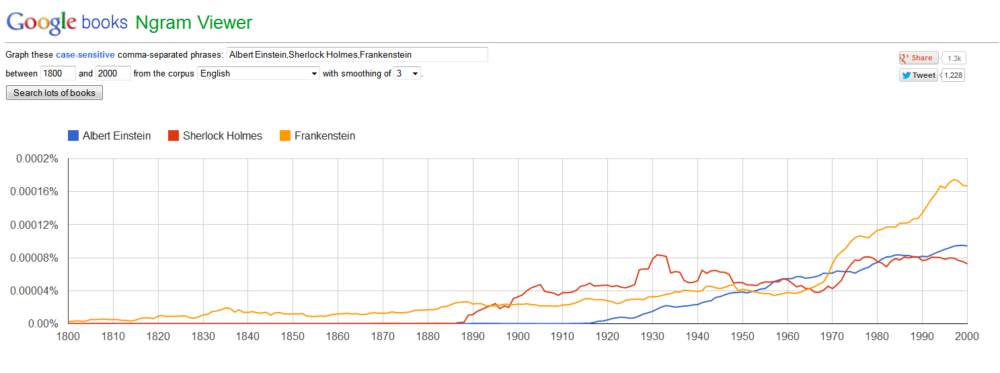 Google books Ngram Viewer
Graph these case-sensitive comma-separated phrases: Albert Einstein,Sherlock Holmes,Frankenstein
between 1800 and 2000 from the corpus English with smoothing of 3 .
Search lots of books
g+ Share 1.3k
Tweet 1,228
Albert Einstein Sherlock Holmes Frankenstein
0.0002%
0.00016%
0.00012%
0.00008%
0.00004%
0.00%
1800 1810 1820 1830 1840 1850 1860 1870 1880 1890 1900 1910 1920 1930 1940 1950 1960 1970 1980 1990 2000